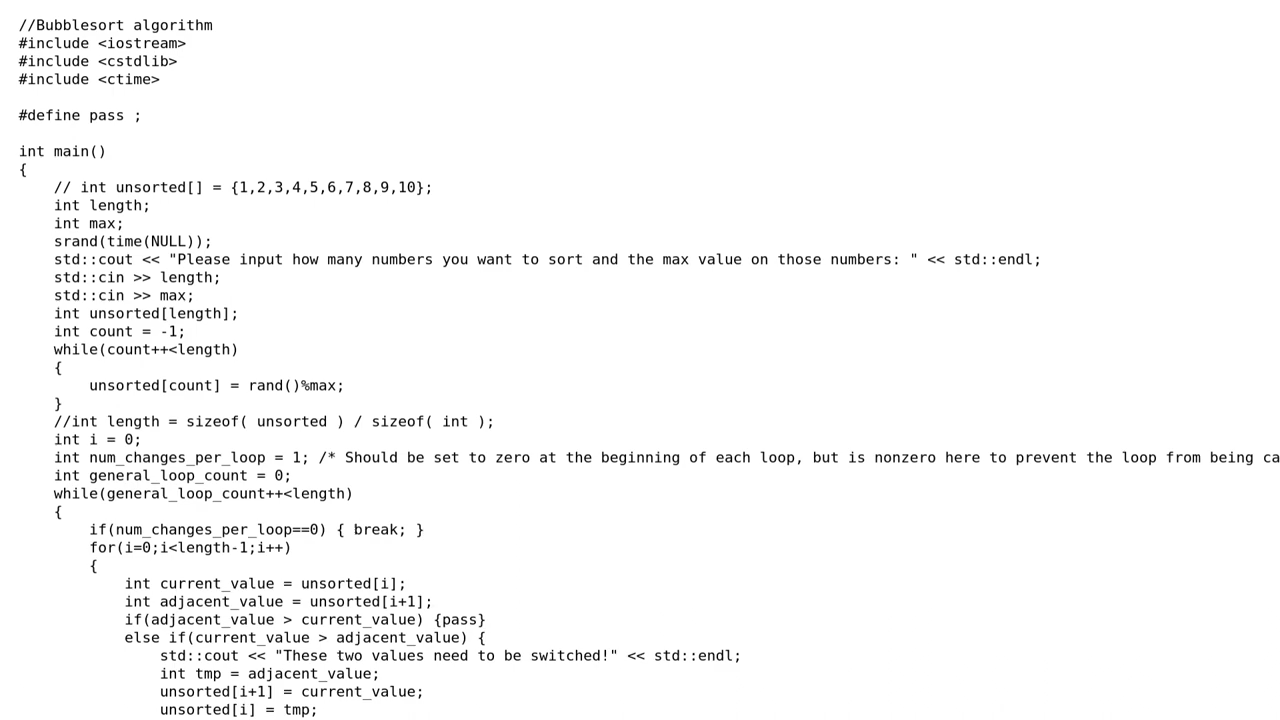 //Bubblesort algorithm
#include <iostream>
#include <cstdlib>
#include <ctime>

#define pass ;

int main()
{
    // int unsorted[] = {1,2,3,4,5,6,7,8,9,10};
    int length;
    int max;
    srand(time(NULL));
    std::cout << "Please input how many numbers you want to sort and the max value on those numbers: " << std::endl;
    std::cin >> length;
    std::cin >> max;
    int unsorted[length];
    int count = -1;
    while(count++<length)
    {
        unsorted[count] = rand()%max;
    }
    //int length = sizeof( unsorted ) / sizeof( int );
    int i = 0;
    int num_changes_per_loop = 1; /* Should be set to zero at the beginning of each loop, but is nonzero here to prevent the loop from being ca
    int general_loop_count = 0;
    while(general_loop_count++<length)
    {
        if(num_changes_per_loop==0) { break; }
        for(i=0;i<length-1;i++)
        {
            int current_value = unsorted[i];
            int adjacent_value = unsorted[i+1];
            if(adjacent_value > current_value) {pass}
            else if(current_value > adjacent_value) {
                std::cout << "These two values need to be switched!" << std::endl;
                int tmp = adjacent_value;
                unsorted[i+1] = current_value;
                unsorted[i] = tmp;